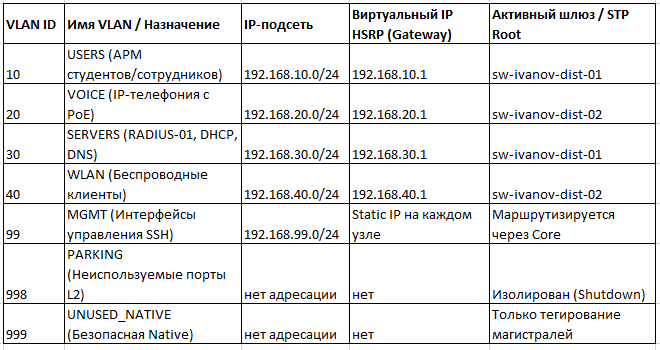 VLAN ID Имя VLAN / Назначение IP-подсеть Виртуальный IP HSRP (Gateway) Активный шлюз / STP Root
10 USERS (АРМ студентов/сотрудников) 192.168.10.0/24 192.168.10.1 sw-ivanov-dist-01
20 VOICE (IP-телефония с PoE) 192.168.20.0/24 192.168.20.1 sw-ivanov-dist-02
30 SERVERS (RADIUS-01, DHCP, DNS) 192.168.30.0/24 192.168.30.1 sw-ivanov-dist-01
40 WLAN (Беспроводные клиенты) 192.168.40.0/24 192.168.40.1 sw-ivanov-dist-02
99 MGMT (Интерфейсы управления SSH) 192.168.99.0/24 Static IP на каждом узле Маршрутизируется через Core
998 PARKING (Неиспользуемые порты L2) нет адресации нет Изолирован (Shutdown)
999 UNUSED_NATIVE (Безопасная Native) нет адресации нет Только тегирование магистралей